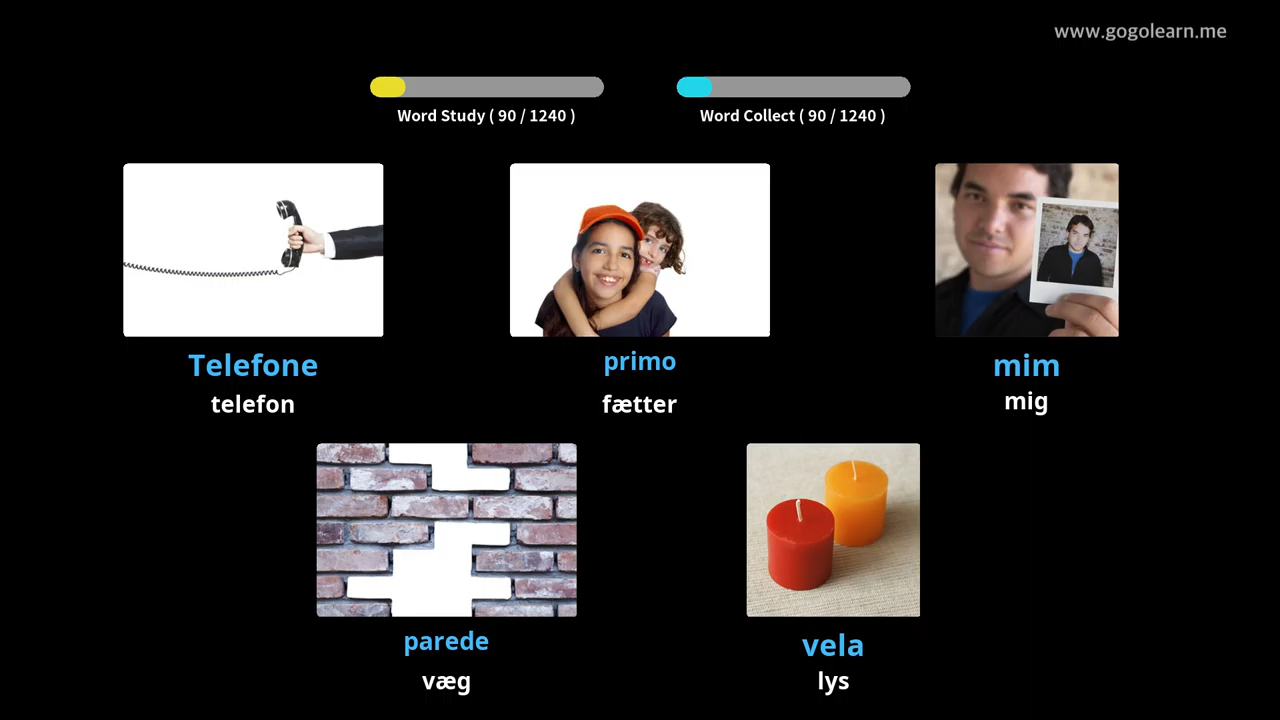 www.gogolearn.me
Word Study ( 90 / 1240 )
Word Collect ( 90 / 1240 )
Telefone
telefon
primo
fætter
mim
mig
parede
væg
vela
lys